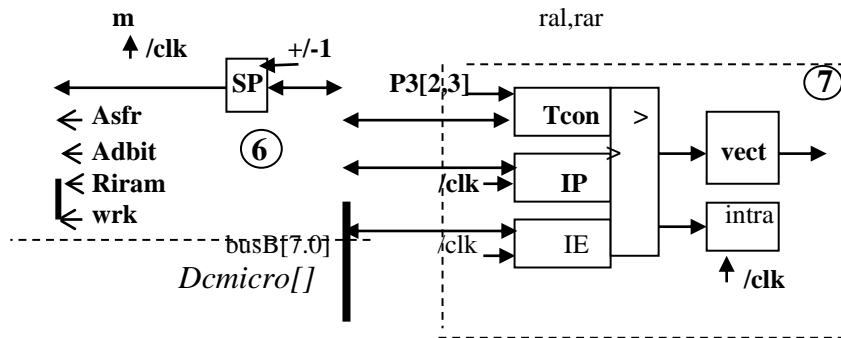 m
ral,rar
/clk
+/-1
SP
P3[2,3]
7
Asfr
Tcon
>
6
vect
Adbit
>
Riram
/clk
IP
wrk
intra
busB[7.0]
/clk
IE
Dcmicro[]
/clk